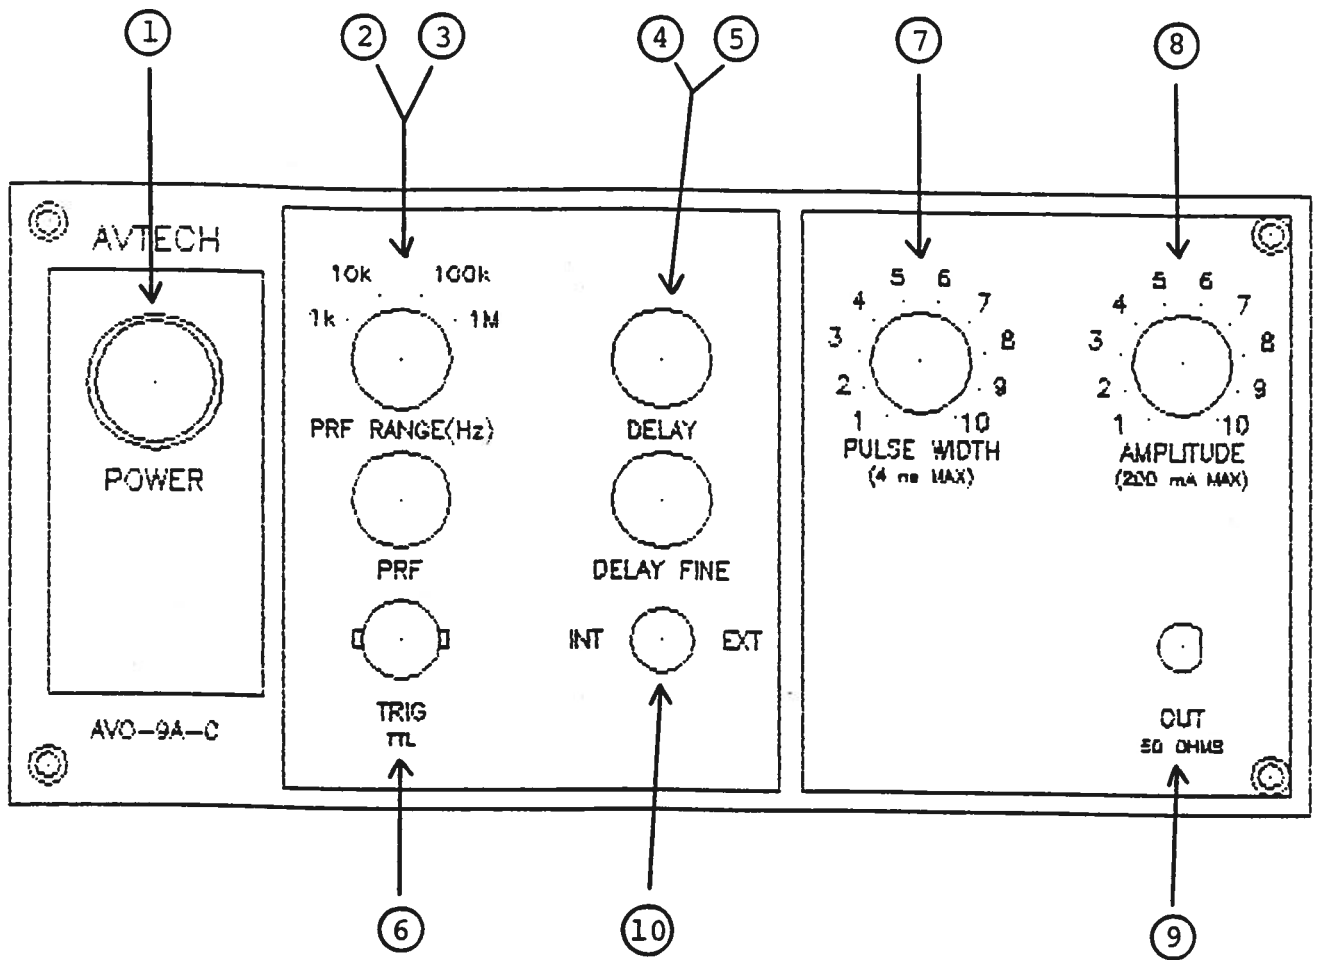 1
2 3
4 5
7
8
AVTECH
POWER
AVO-9A-C
1k 10k 100k 1M
PRF RANGE(Hz)
PRF
TRIG
TTL
DELAY
DELAY FINE
INT EXT
1 2 3 4 5 6 7 8 9 10
PULSE WIDTH
(4 ns MAX)
1 2 3 4 5 6 7 8 9 10
AMPLITUDE
(200 mA MAX)
OUT
50 OHMS
6
10
9